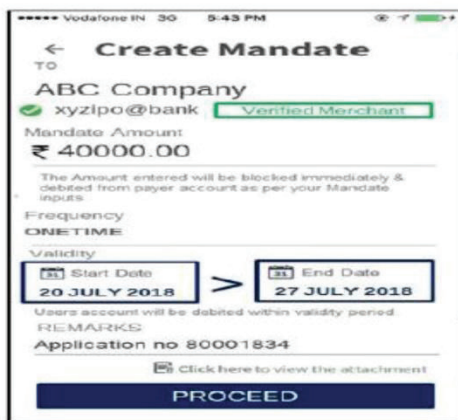 Vodafone IN 3G 5:43 PM
← Create Mandate
TO
ABC Company
xyzipo@bank Verified Merchant
Mandate Amount
₹ 40000.00
The Amount entered will be blocked immediately &
debited from payer account as per your Mandate
inputs
Frequency
ONETIME
Validity
31 Start Date > 31 End Date
20 JULY 2018 27 JULY 2018
Users account will be debited within validity period
REMARKS
Application no 80001834
Click here to view the attachment
PROCEED